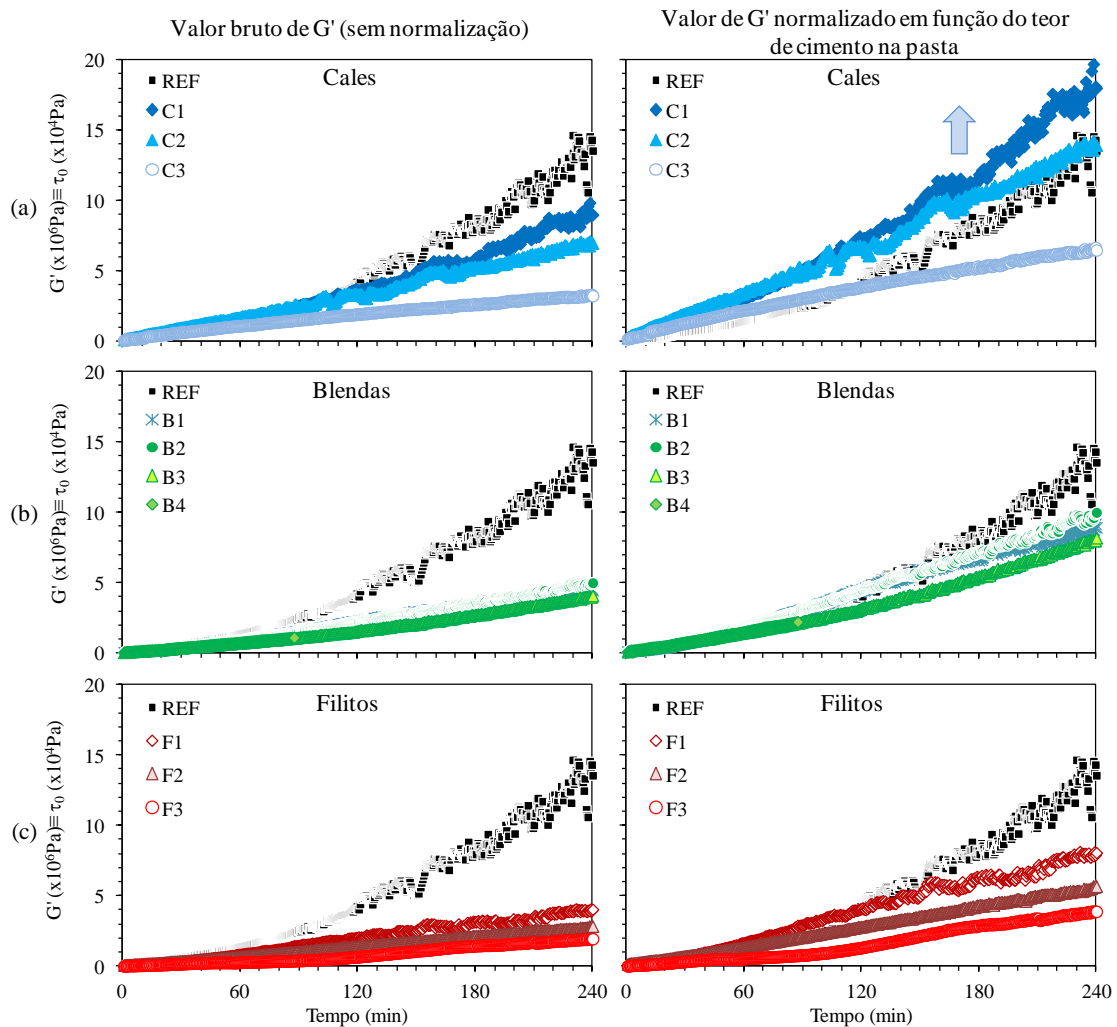 Valor bruto de G' (sem normalização)
Valor de G' normalizado em função do teor
de cimento na pasta
(a)
G' (x10⁶Pa)≡ τ₀ (x10⁴Pa)
20
15
10
5
0
Cales
REF
C1
C2
C3
Cales
REF
C1
C2
C3
(b)
G' (x10⁶Pa)≡ τ₀ (x10⁴Pa)
20
15
10
5
0
Blendas
REF
B1
B2
B3
B4
Blendas
REF
B1
B2
B3
B4
(c)
G' (x10⁶Pa)≡ τ₀ (x10⁴Pa)
20
15
10
5
0
Filitos
REF
F1
F2
F3
Filitos
REF
F1
F2
F3
0 60 120 180 240
Tempo (min)
0 60 120 180 240
Tempo (min)